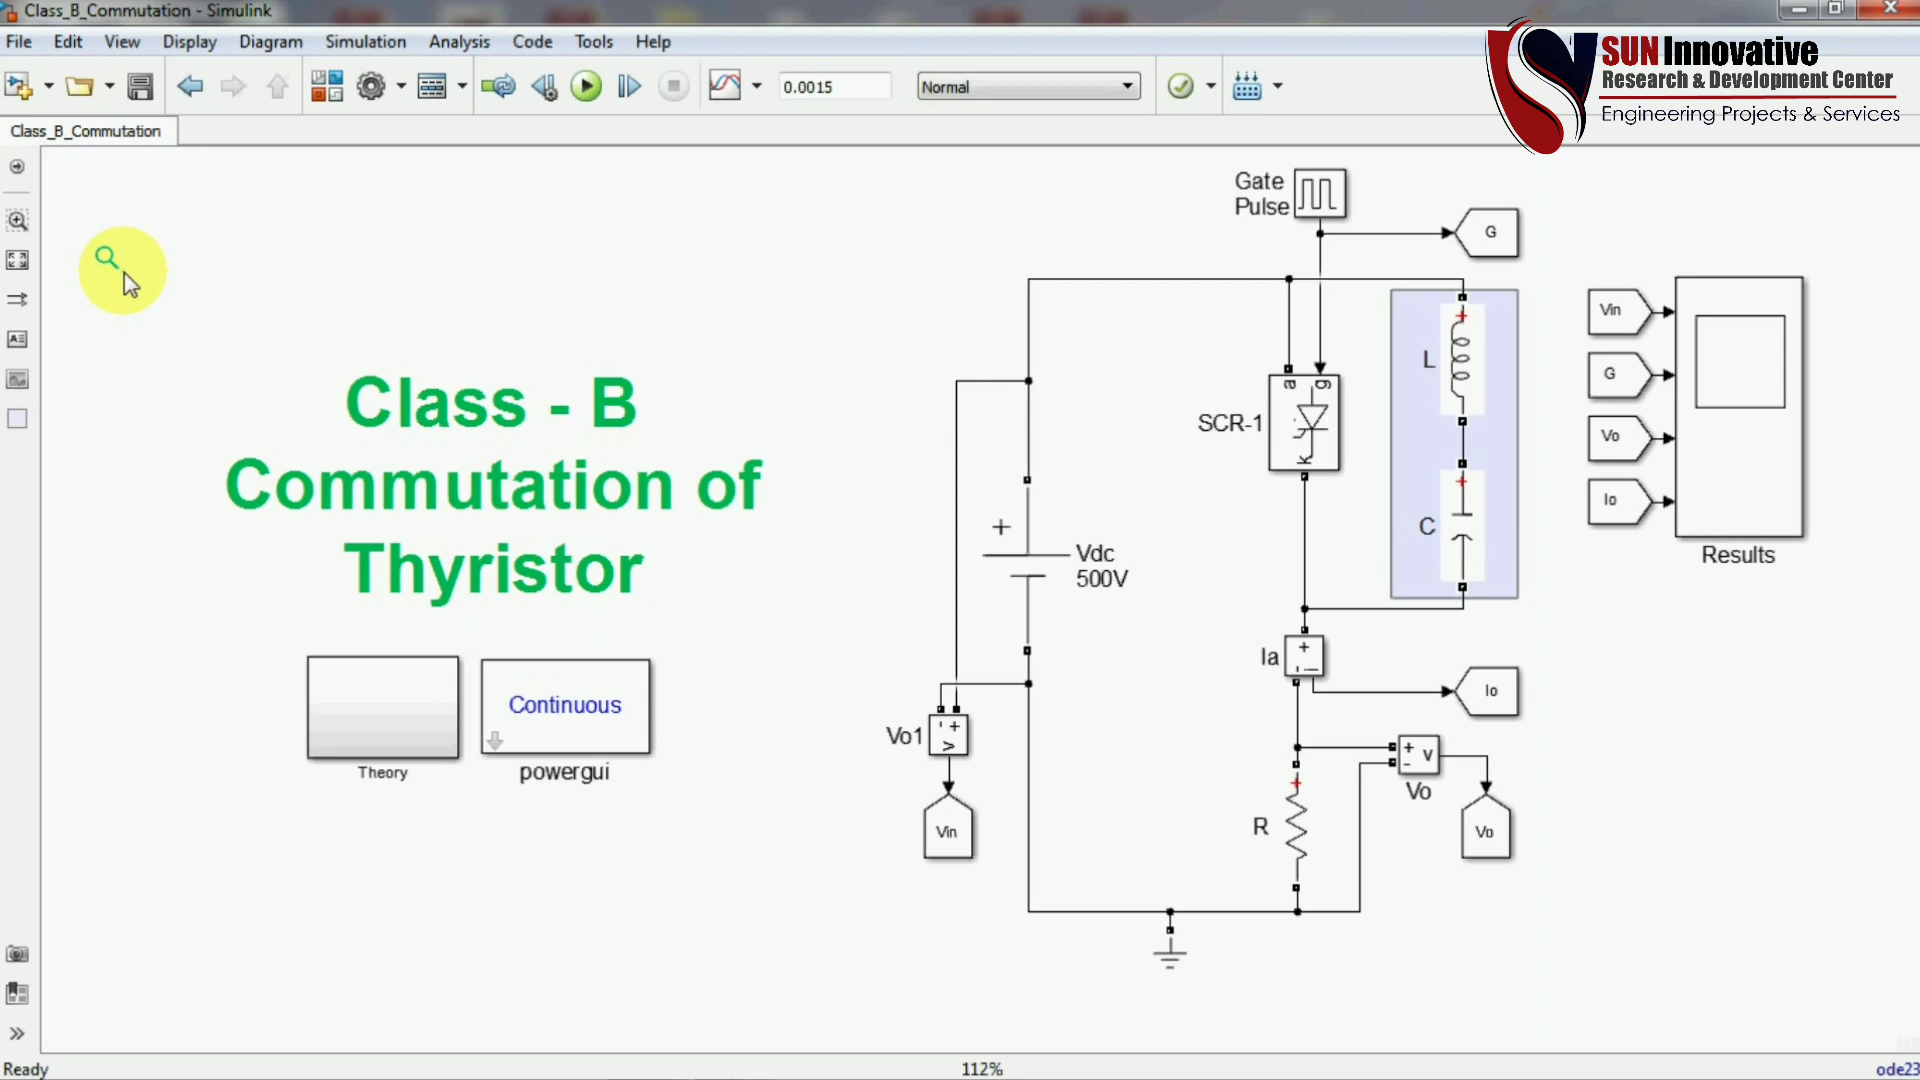 Class_B_Commutation - Simulink
File Edit View Display Diagram Simulation Analysis Code Tools Help
0.0015 Normal
SUN Innovative
Research & Development Center
Engineering Projects & Services
Class_B_Commutation
Gate
Pulse
G
a g
k
SCR-1
L
C
Vin
G
Vo
Io
Results
Class - B
Commutation of
Thyristor
+
Vdc
500V
Ia
+
- i
Io
Continuous
Theory
powergui
Vo1
- +
v
Vin
+ v
-
Vo
Vo
R
Ready
112%
ode23